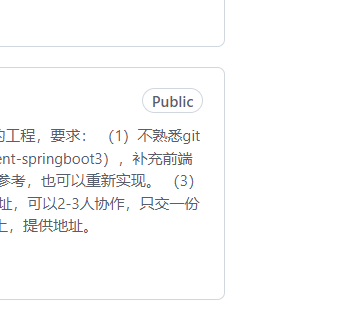 Public
的工程，要求： （1）不熟悉git
ent-springboot3），补充前端
参考，也可以重新实现。 （3）
址，可以2-3人协作，只交一份
上，提供地址。